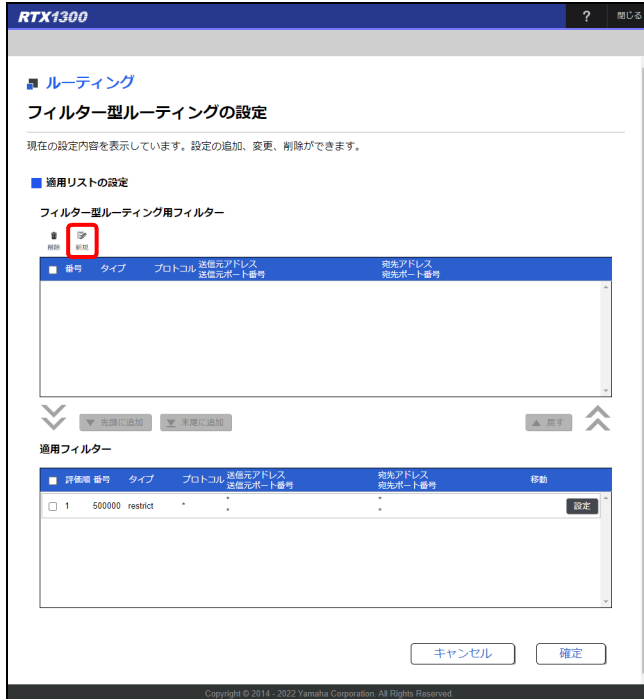 RTX1300
? 閉じる
ルーティング
フィルター型ルーティングの設定
現在の設定内容を表示しています。設定の追加、変更、削除ができます。
適用リストの設定
フィルター型ルーティング用フィルター
削除 新規
番号 タイプ プロトコル 送信元アドレス 宛先アドレス
送信元ポート番号 宛先ポート番号
▼ 先頭に追加 ▼ 末尾に追加 ▲ 戻す
適用フィルター
評価順 番号 タイプ プロトコル 送信元アドレス 宛先アドレス 移動
送信元ポート番号 宛先ポート番号
1 500000 restrict * * * 設定
* *
キャンセル 確定
Copyright © 2014 - 2022 Yamaha Corporation. All Rights Reserved.